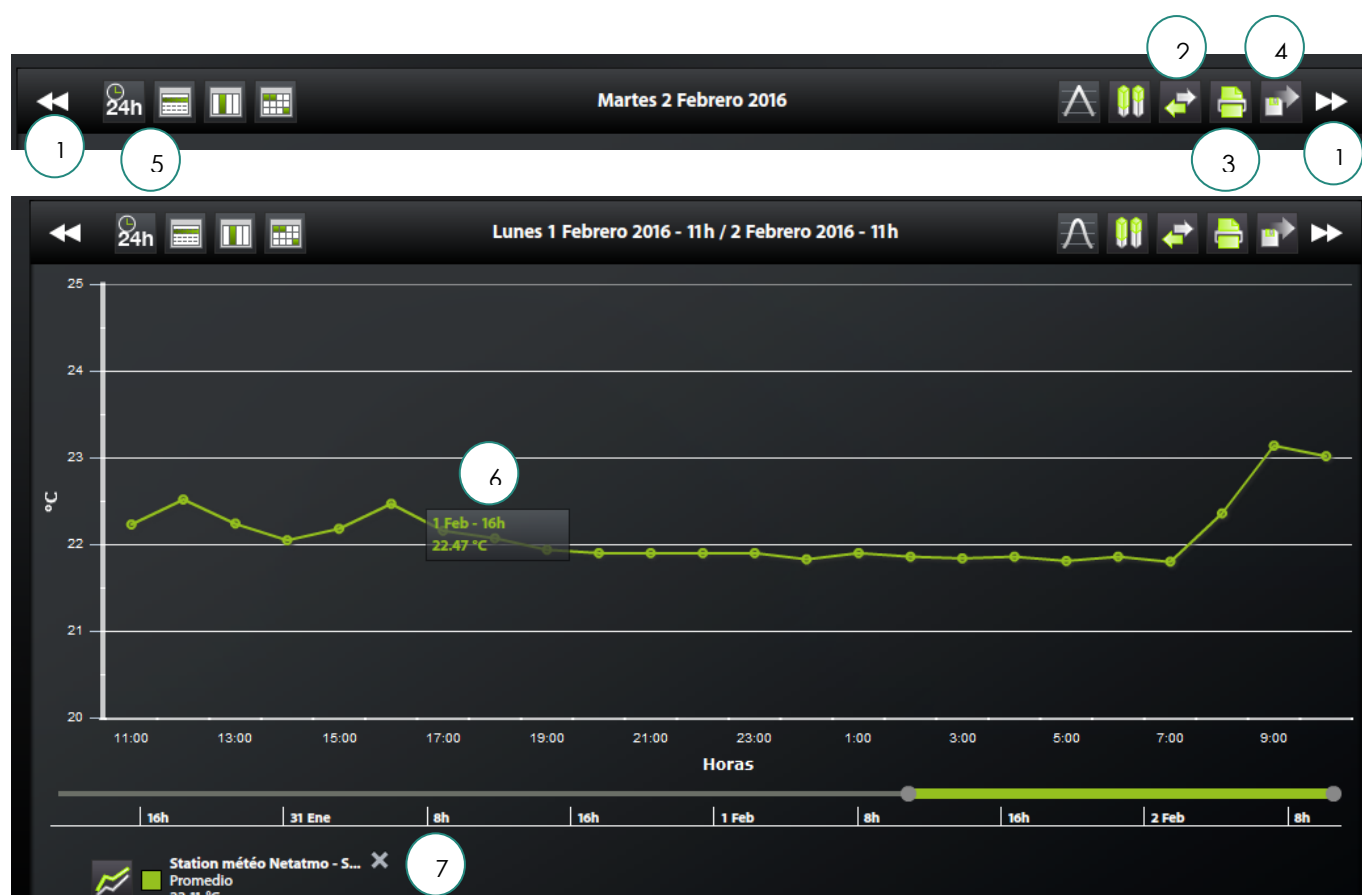 2 4
24h Martes 2 Febrero 2016
1 5 3 1
24h Lunes 1 Febrero 2016 - 11h / 2 Febrero 2016 - 11h
25
24
23
6
°C
1 Feb - 16h
22.47 °C
22
21
20
11:00 13:00 15:00 17:00 19:00 21:00 23:00 1:00 3:00 5:00 7:00 9:00
Horas
16h 31 Ene 8h 16h 1 Feb 8h 16h 2 Feb 8h
Station météo Netatmo - S...
7
Promedio